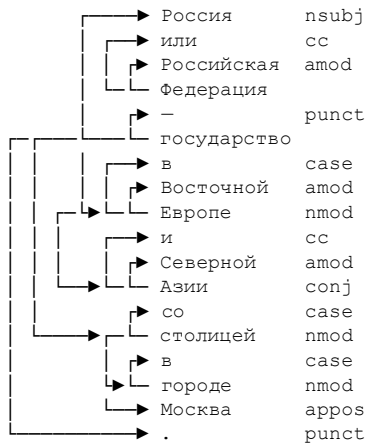 Россия nsubj
или cc
Российская amod
Федерация
— punct
государство
в case
Восточной amod
Европе nmod
и cc
Северной amod
Азии conj
со case
столицей nmod
в case
городе nmod
Москва appos
. punct